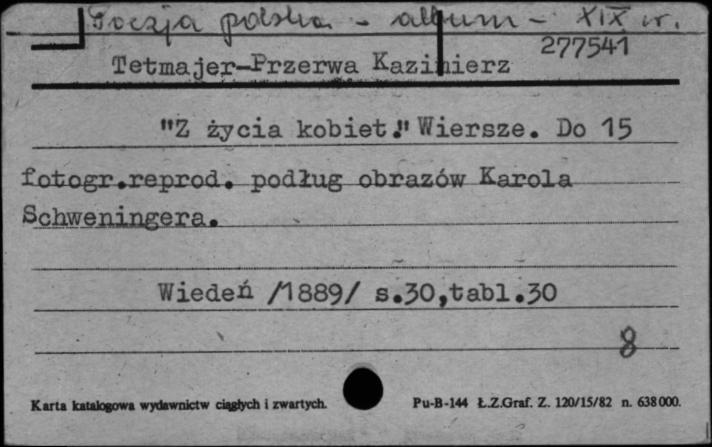 Poezja polska - album - XIX w.
277541
Tetmajer-Przerwa Kazimierz
"Z życia kobiet." Wiersze. Do 15
fotogr.reprod. podług obrazów Karola
Schweningera.
Wiedeń /1889/ s.30,tabl.30
8
Karta katalogowa wydawnictw ciągłych i zwartych. Pu-B-144 Ł.Z.Graf. Z. 120/15/82 n. 638000.